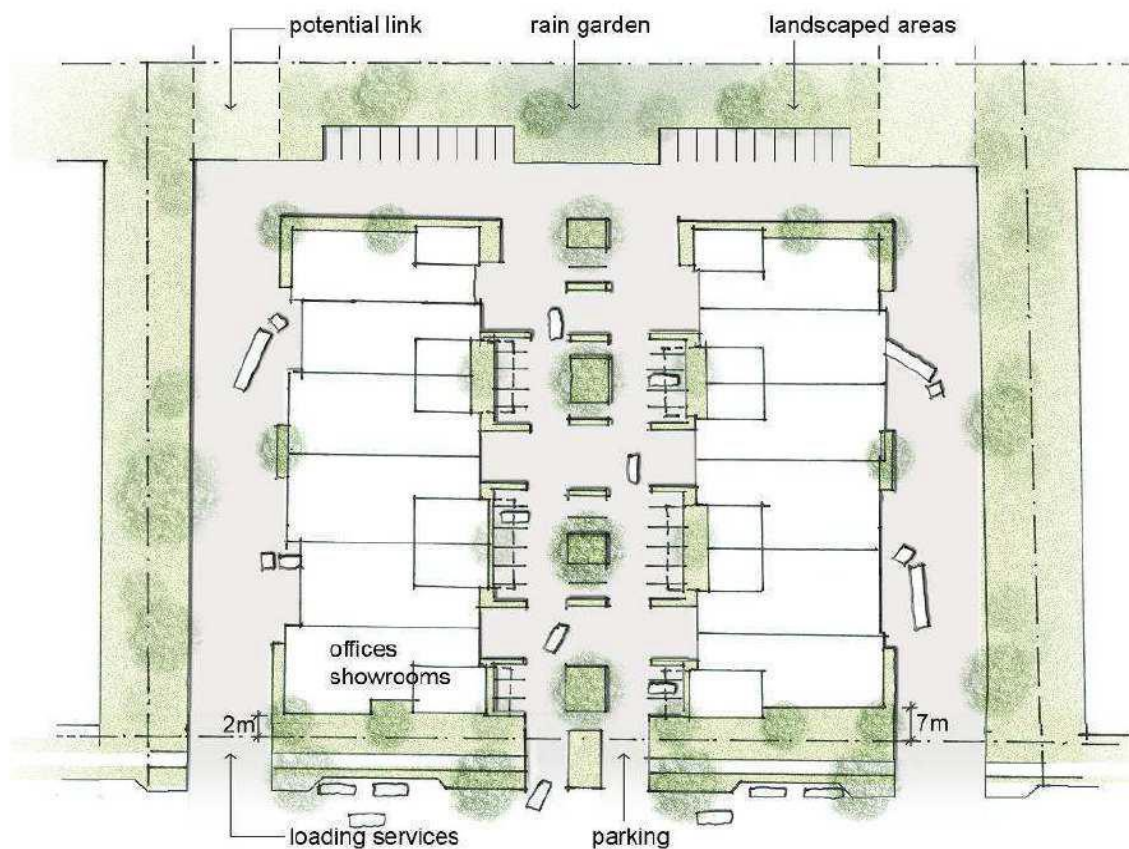 potential link
rain garden
landscaped areas
offices
showrooms
2m
7m
loading services
parking